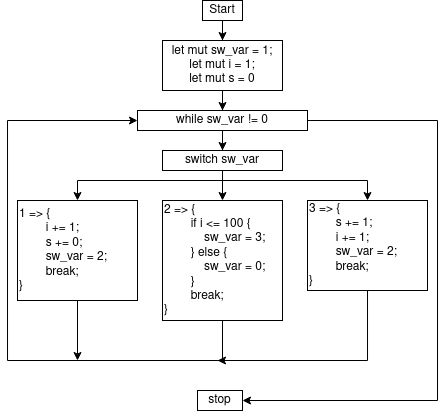 Start
let mut sw_var = 1;
let mut i = 1;
let mut s = 0
while sw_var != 0
switch sw_var
1 => {
i += 1;
s += 0;
sw_var = 2;
break;
}
2 => {
if i <= 100 {
sw_var = 3;
} else {
sw_var = 0;
}
break;
}
3 => {
s += 1;
i += 1;
sw_var = 2;
break;
}
stop